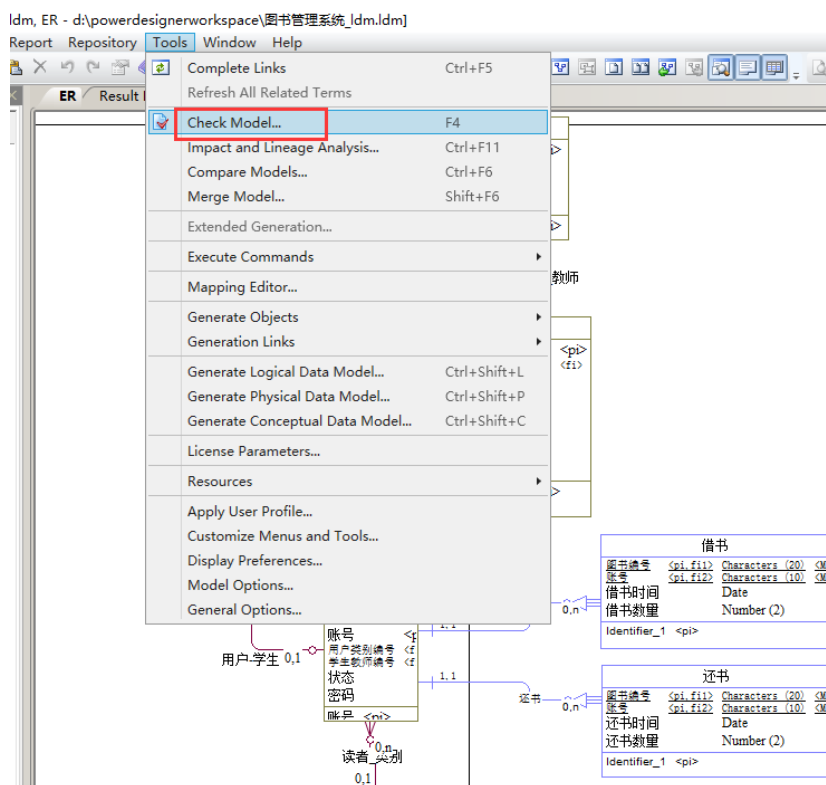 ldm, ER - d:\powerdesignerworkspace\图书管理系统_ldm.ldm]
Report Repository Tools Window Help
ER Result
Complete Links Ctrl+F5
Refresh All Related Terms
Check Model... F4
Impact and Lineage Analysis... Ctrl+F11
Compare Models... Ctrl+F6
Merge Model... Shift+F6
Extended Generation...
Execute Commands
Mapping Editor...
Generate Objects
Generation Links
Generate Logical Data Model... Ctrl+Shift+L
Generate Physical Data Model... Ctrl+Shift+P
Generate Conceptual Data Model... Ctrl+Shift+C
License Parameters...
Resources
Apply User Profile...
Customize Menus and Tools...
Display Preferences...
Model Options...
General Options...
教师
<pi>
<fi>
借书
图书编号 <pi,fi1> Characters (20) <M
账号 <pi,fi2> Characters (10) <M
借书时间 Date
借书数量 Number (2)
Identifier_1 <pi>
0,n
1,1
账号 <p
用户类别编号 <f
学生教师编号 <f
状态
密码
账号 <pi>
用户-学生 0,1
1,1
还书
0,n
还书
图书编号 <pi,fi1> Characters (20) <M
账号 <pi,fi2> Characters (10) <M
还书时间 Date
还书数量 Number (2)
Identifier_1 <pi>
0,n
读者_类别
0,1